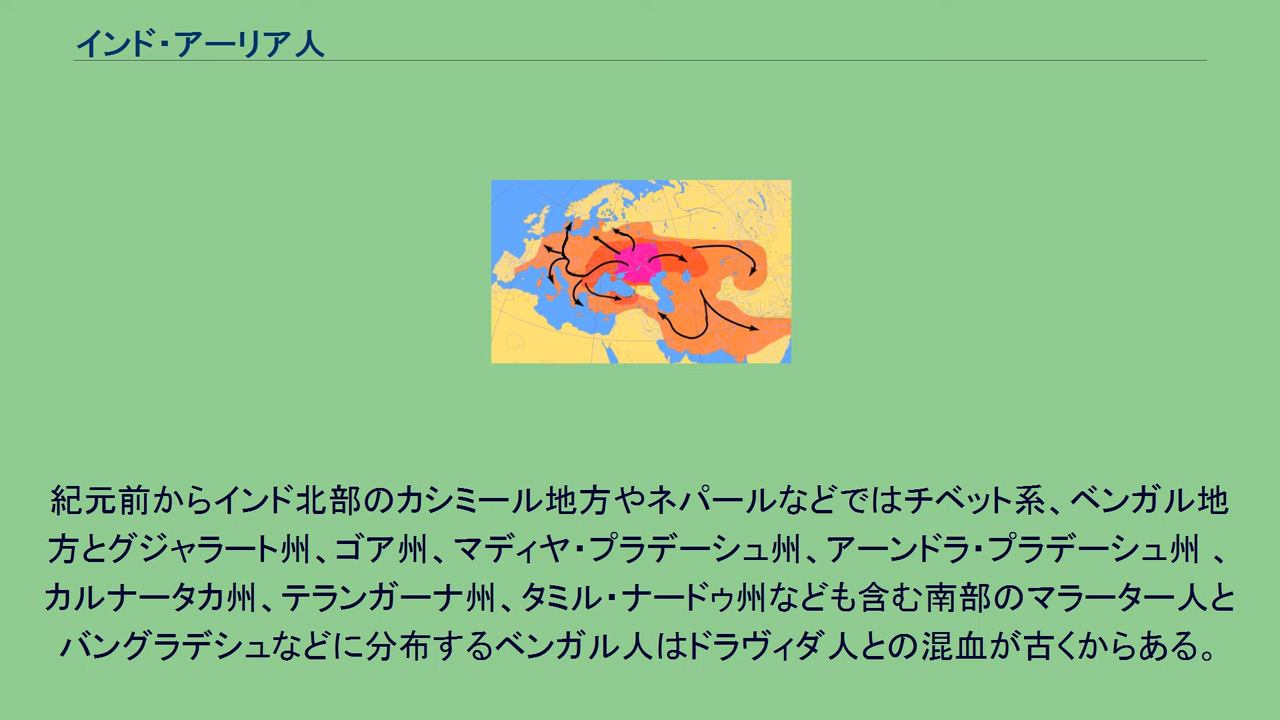 インド・アーリア人
紀元前からインド北部のカシミール地方やネパールなどではチベット系、ベンガル地
方とグジャラート州、ゴア州、マディヤ・プラデーシュ州、アーンドラ・プラデーシュ州 、
カルナータカ州、テランガーナ州、タミル・ナードゥ州なども含む南部のマラーター人と
バングラデシュなどに分布するベンガル人はドラヴィダ人との混血が古くからある。